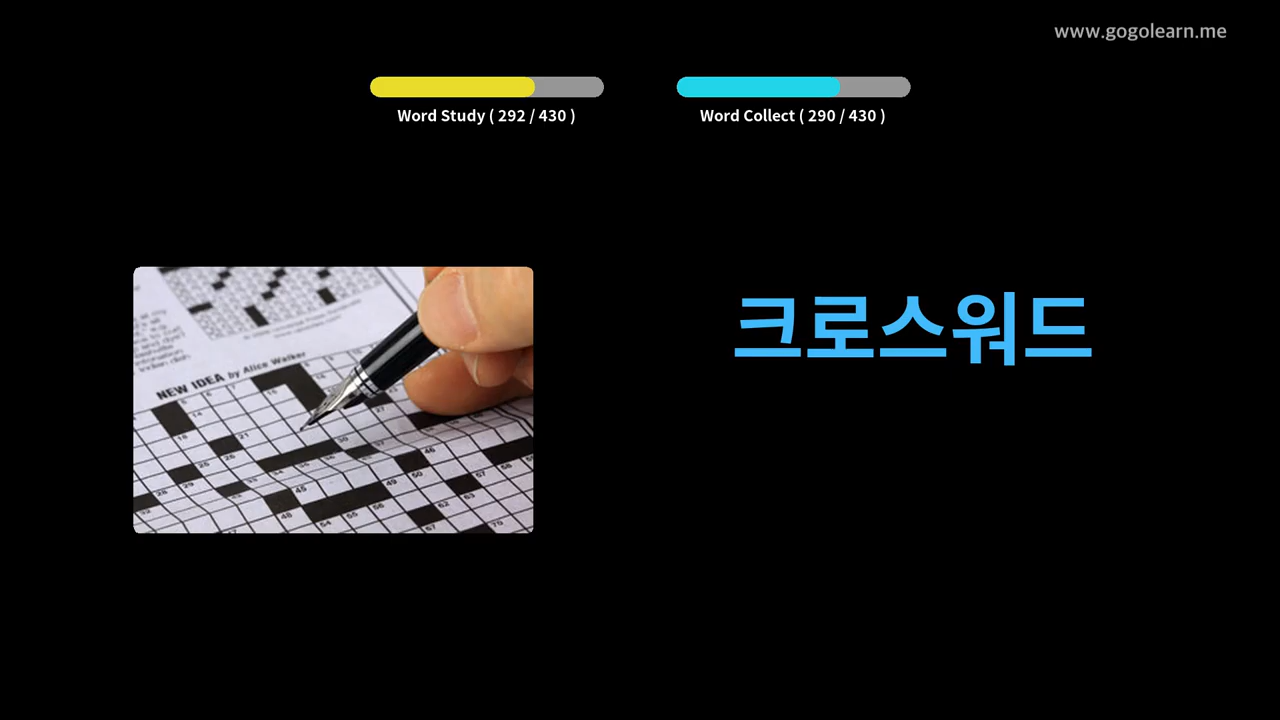 www.gogolearn.me
Word Study ( 292 / 430 )
Word Collect ( 290 / 430 )
크로스워드
NEW IDEA by Alice Walker